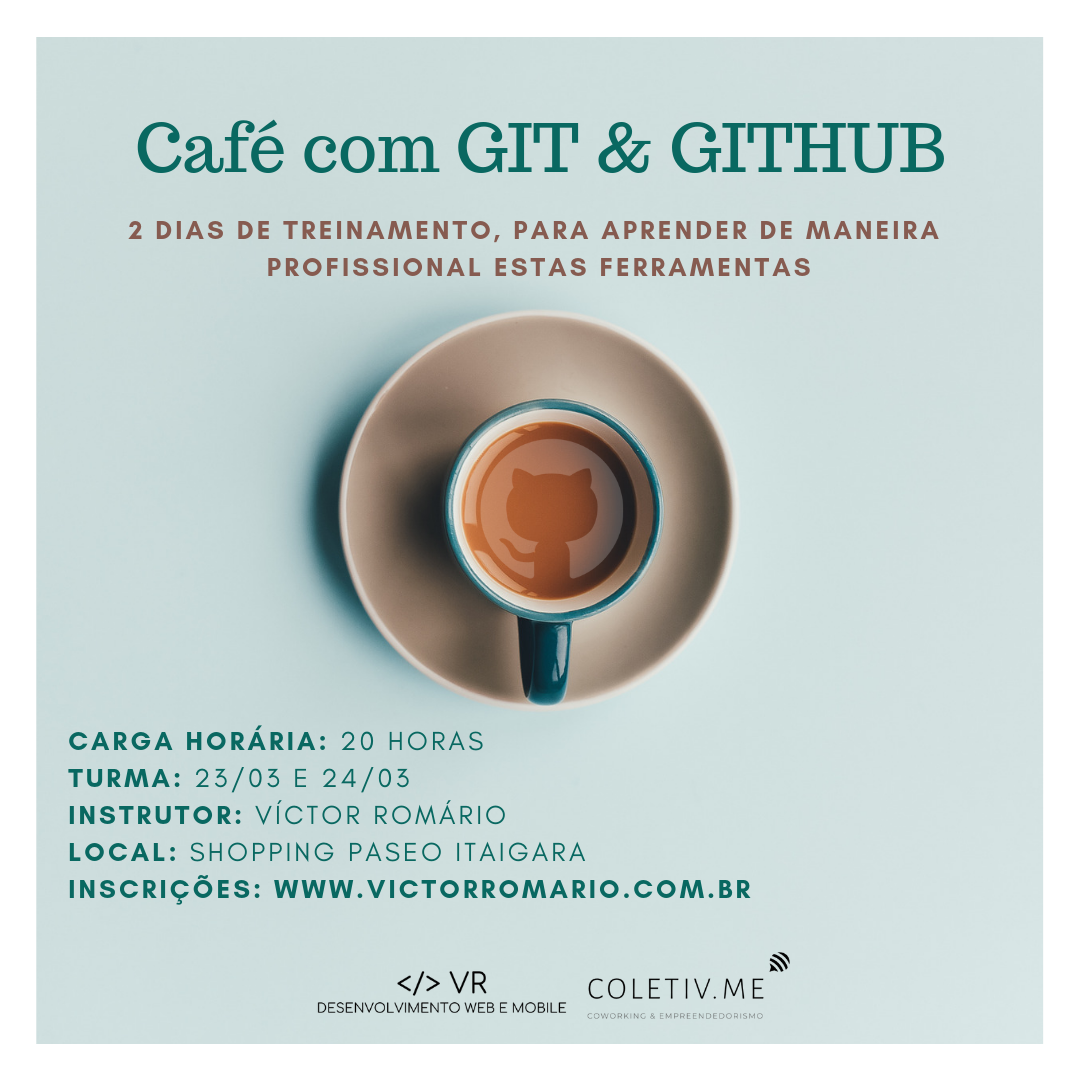 Café com GIT & GITHUB
2 DIAS DE TREINAMENTO, PARA APRENDER DE MANEIRA
PROFISSIONAL ESTAS FERRAMENTAS
CARGA HORÁRIA: 20 HORAS
TURMA: 23/03 E 24/03
INSTRUTOR: VÍCTOR ROMÁRIO
LOCAL: SHOPPING PASEO ITAIGARA
INSCRIÇÕES: WWW.VICTORROMARIO.COM.BR
</> VR
DESENVOLVIMENTO WEB E MOBILE
COLETIV.ME
COWORKING & EMPREENDEDORISMO